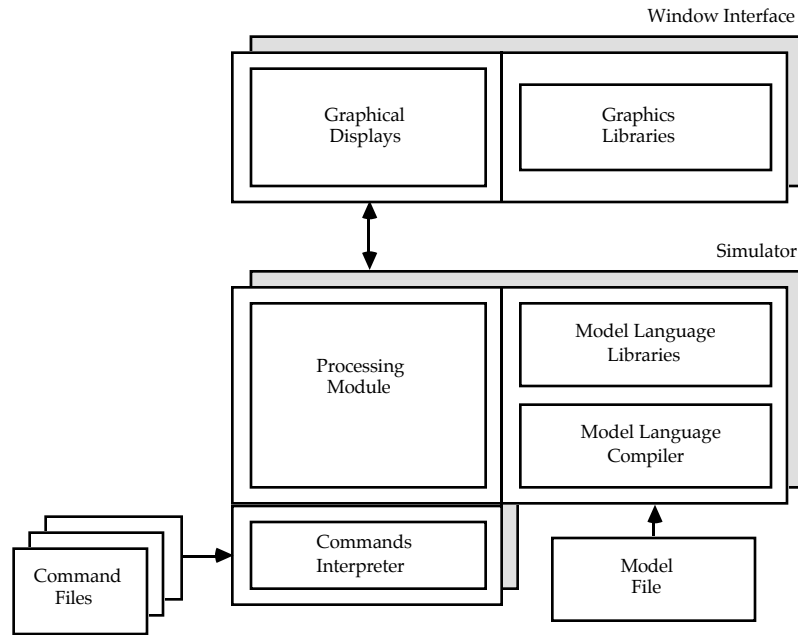 Window Interface
Graphical
Displays
Graphics
Libraries
Simulator
Processing
Module
Model Language
Libraries
Model Language
Compiler
Commands
Interpreter
Command
Files
Model
File